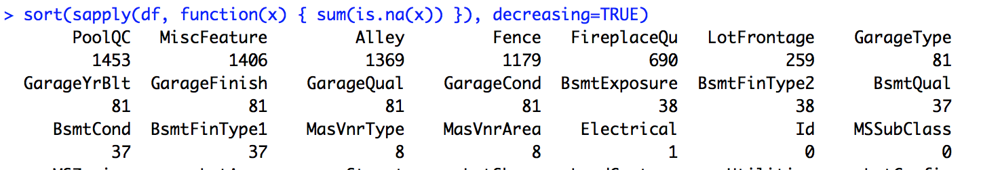 > sort(sapply(df, function(x) { sum(is.na(x)) }), decreasing=TRUE)
PoolQC MiscFeature Alley Fence FireplaceQu LotFrontage GarageType
1453 1406 1369 1179 690 259 81
GarageYrBlt GarageFinish GarageQual GarageCond BsmtExposure BsmtFinType2 BsmtQual
81 81 81 81 38 38 37
BsmtCond BsmtFinType1 MasVnrType MasVnrArea Electrical Id MSSubClass
37 37 8 8 1 0 0